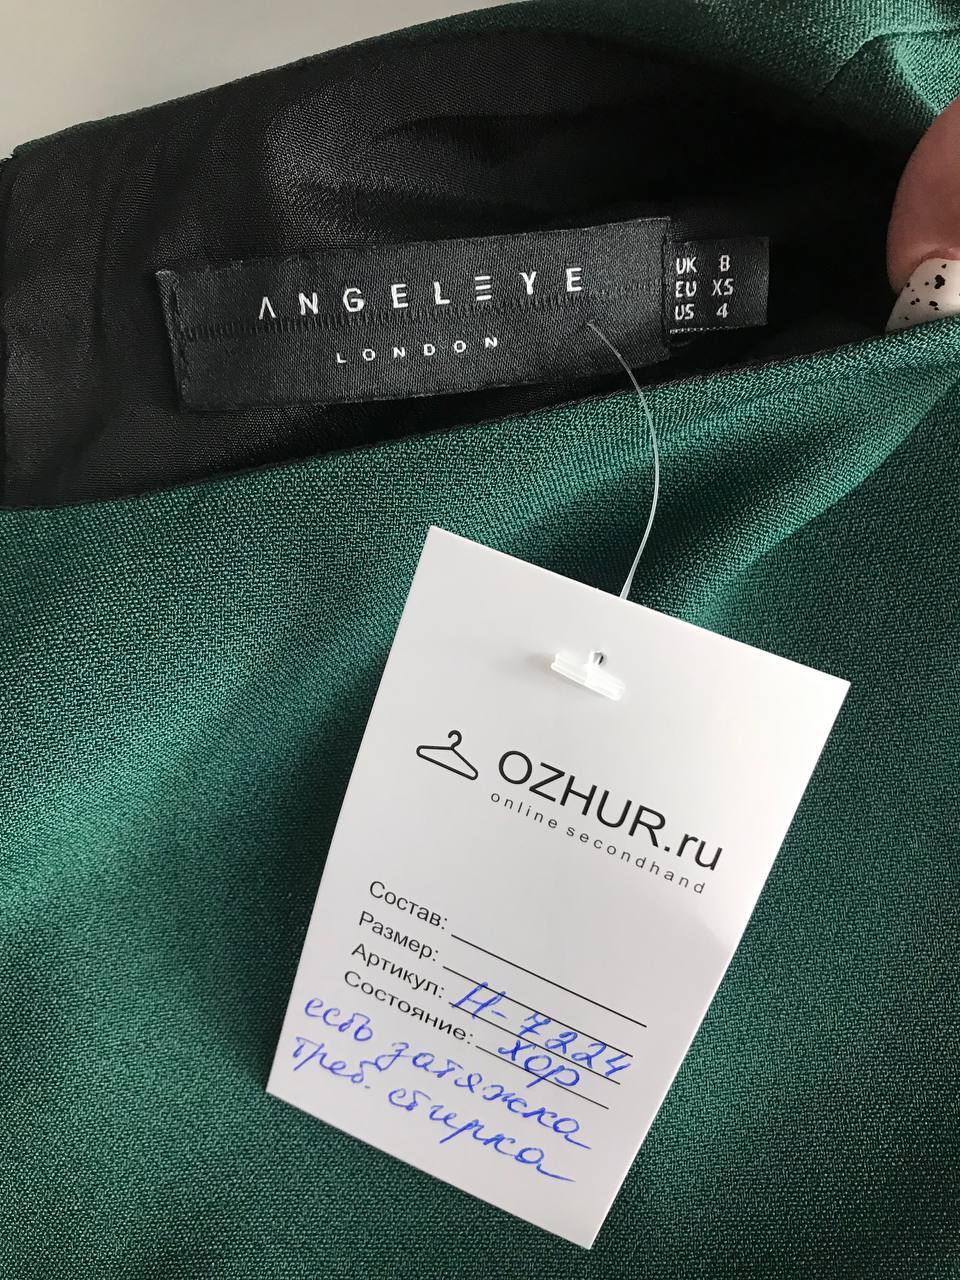 ANGELEYE
LONDON
UK 8
EU XS
US 4
OZHUR.ru
online secondhand
Состав:
Размер:
Артикул: Н-7224
Состояние: хор
есть затяжка
треб. стирка